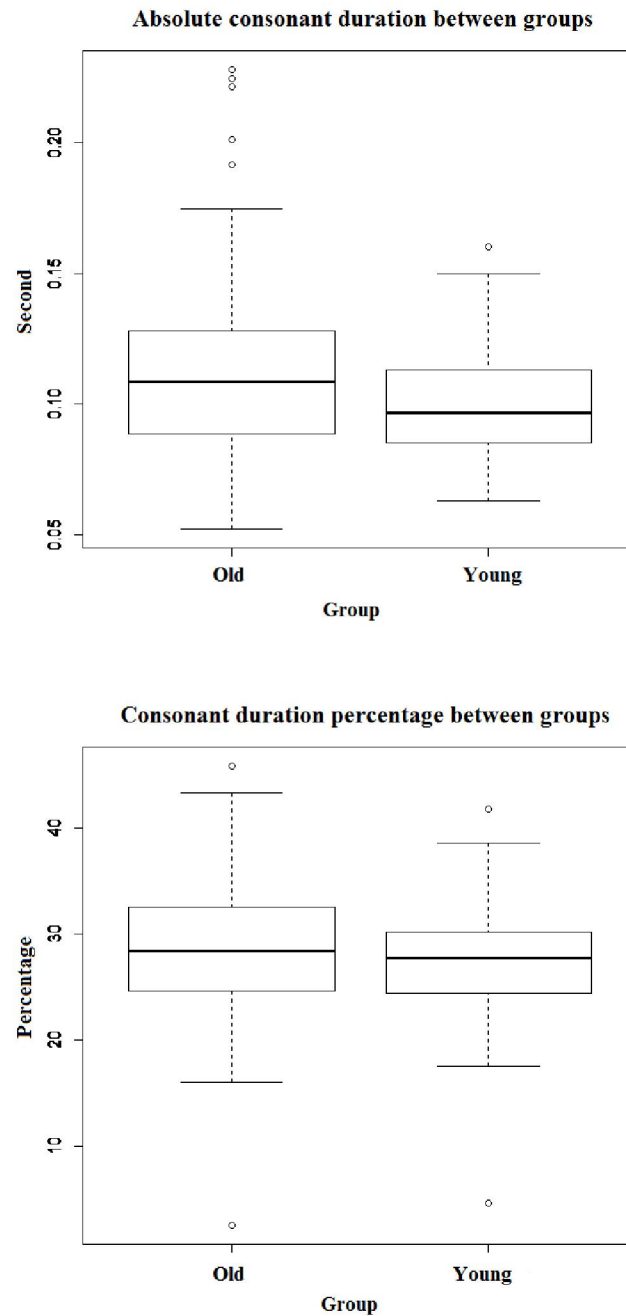 Absolute consonant duration between groups
0.20
0.15
0.10
0.05
Second
Old Young
Group
Consonant duration percentage between groups
40
30
20
10
Percentage
Old Young
Group